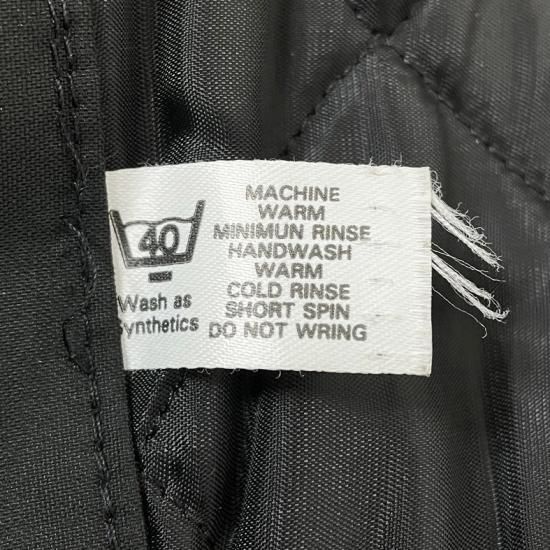 40
Wash as
Synthetics
MACHINE
WARM
MINIMUN RINSE
HANDWASH
WARM
COLD RINSE
SHORT SPIN
DO NOT WRING